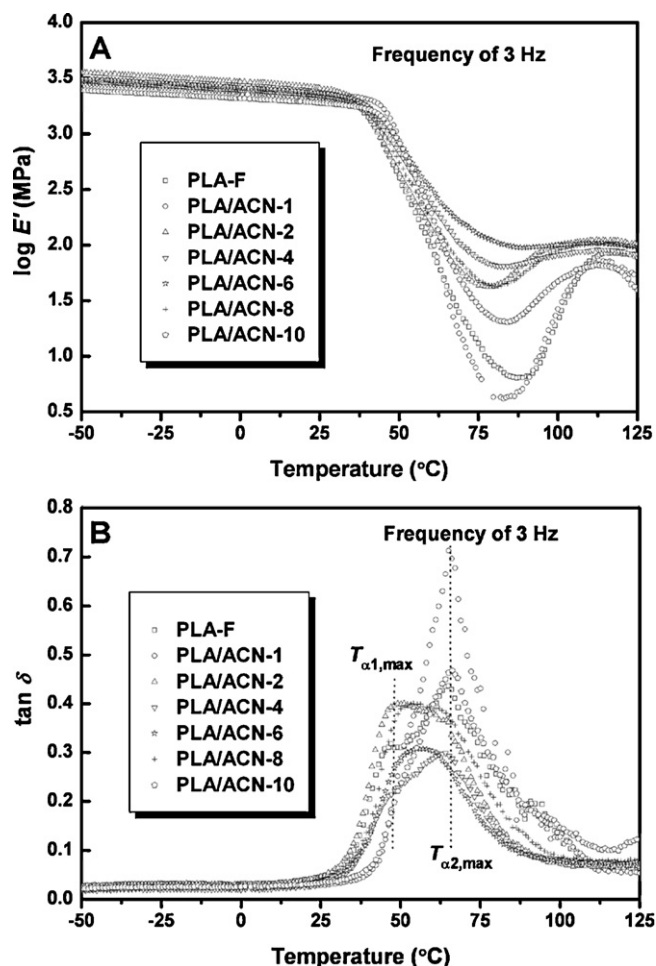 A
Frequency of 3 Hz
4.0
3.5
3.0
2.5
2.0
1.5
1.0
0.5
log E' (MPa)
PLA-F
PLA/ACN-1
PLA/ACN-2
PLA/ACN-4
PLA/ACN-6
PLA/ACN-8
PLA/ACN-10
-50 -25 0 25 50 75 100 125
Temperature (°C)
B
Frequency of 3 Hz
0.8
0.7
0.6
0.5
0.4
0.3
0.2
0.1
0.0
tan δ
PLA-F
PLA/ACN-1
PLA/ACN-2
PLA/ACN-4
PLA/ACN-6
PLA/ACN-8
PLA/ACN-10
Tα1,max
Tα2,max
-50 -25 0 25 50 75 100 125
Temperature (°C)